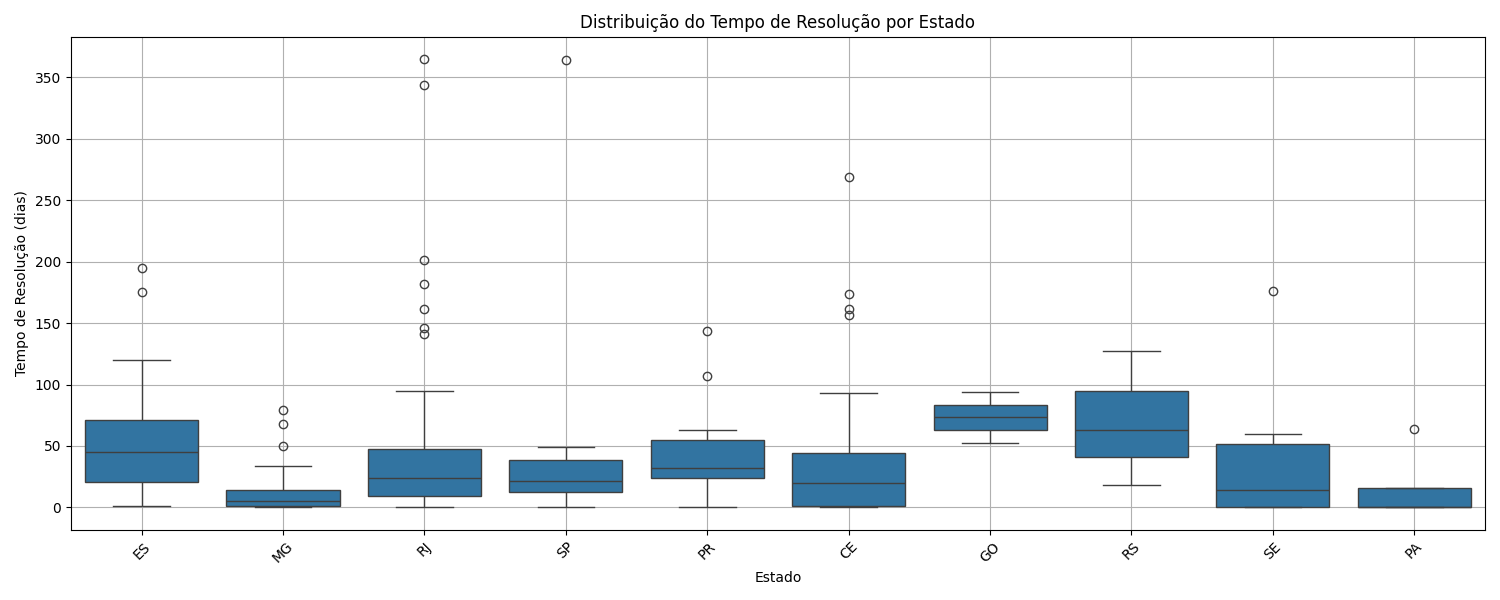 Distribuição do Tempo de Resolução por Estado
Tempo de Resolução (dias)
350
300
250
200
150
100
50
0
ES
MG
RJ
SP
PR
CE
GO
RS
SE
PA
Estado